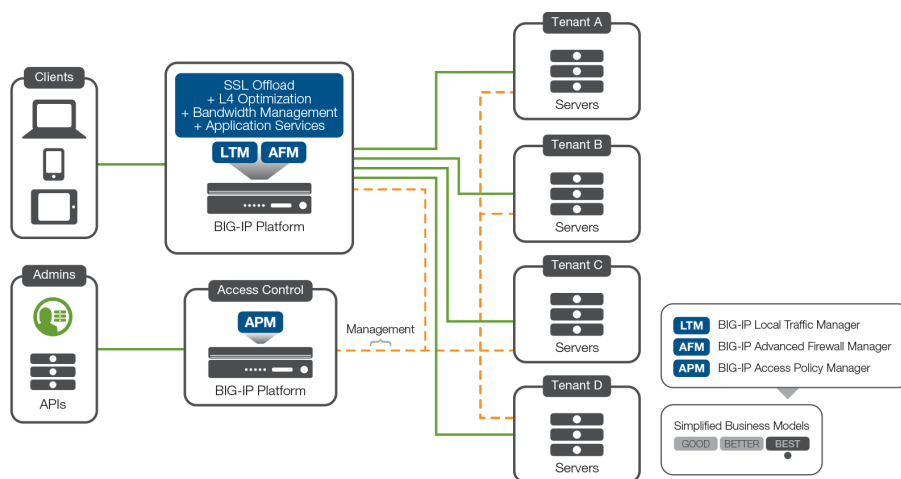 Clients
SSL Offload
+ L4 Optimization
+ Bandwidth Management
+ Application Services
LTM
AFM
BIG-IP Platform
Admins
APIs
Access Control
APM
BIG-IP Platform
Management
Tenant A
Servers
Tenant B
Servers
Tenant C
Servers
Tenant D
Servers
LTM BIG-IP Local Traffic Manager
AFM BIG-IP Advanced Firewall Manager
APM BIG-IP Access Policy Manager
Simplified Business Models
GOOD BETTER BEST